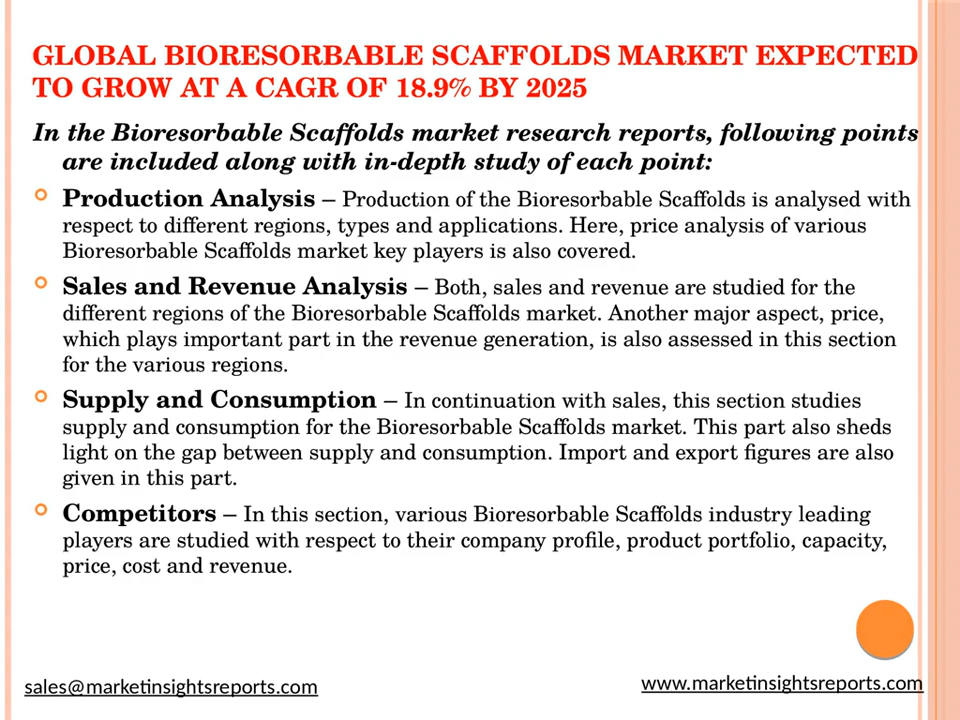 GLOBAL BIORESORBABLE SCAFFOLDS MARKET EXPECTED
TO GROW AT A CAGR OF 18.9% BY 2025
In the Bioresorbable Scaffolds market research reports, following points
are included along with in-depth study of each point:
Production Analysis – Production of the Bioresorbable Scaffolds is analysed with
respect to different regions, types and applications. Here, price analysis of various
Bioresorbable Scaffolds market key players is also covered.
Sales and Revenue Analysis – Both, sales and revenue are studied for the
different regions of the Bioresorbable Scaffolds market. Another major aspect, price,
which plays important part in the revenue generation, is also assessed in this section
for the various regions.
Supply and Consumption – In continuation with sales, this section studies
supply and consumption for the Bioresorbable Scaffolds market. This part also sheds
light on the gap between supply and consumption. Import and export figures are also
given in this part.
Competitors – In this section, various Bioresorbable Scaffolds industry leading
players are studied with respect to their company profile, product portfolio, capacity,
price, cost and revenue.
sales@marketinsightsreports.com
www.marketinsightsreports.com